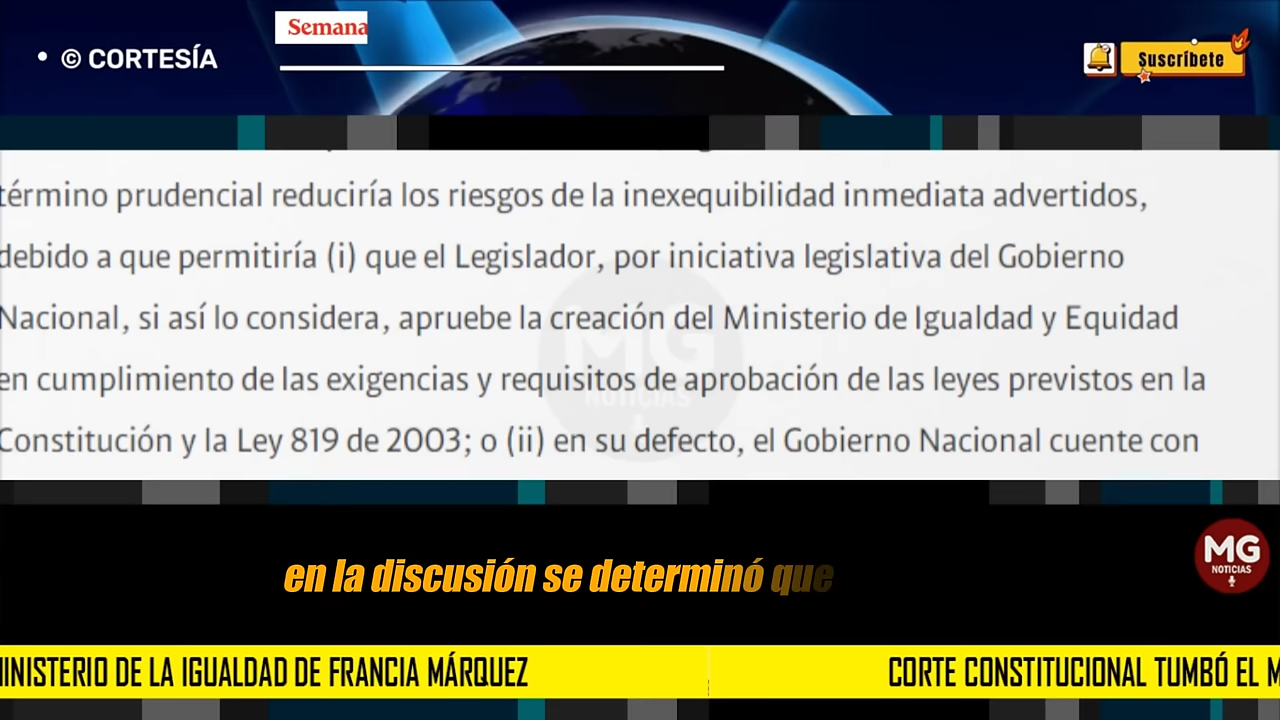 Semana
• © CORTESÍA
Suscríbete
término prudencial reduciría los riesgos de la inexequibilidad inmediata advertidos,
debido a que permitiría (i) que el Legislador, por iniciativa legislativa del Gobierno
Nacional, si así lo considera, apruebe la creación del Ministerio de Igualdad y Equidad
en cumplimiento de las exigencias y requisitos de aprobación de las leyes previstos en la
Constitución y la Ley 819 de 2003; o (ii) en su defecto, el Gobierno Nacional cuente con
MG
NOTICIAS
en la discusión se determinó que
MG
NOTICIAS
INISTERIO DE LA IGUALDAD DE FRANCIA MÁRQUEZ
CORTE CONSTITUCIONAL TUMBÓ EL M